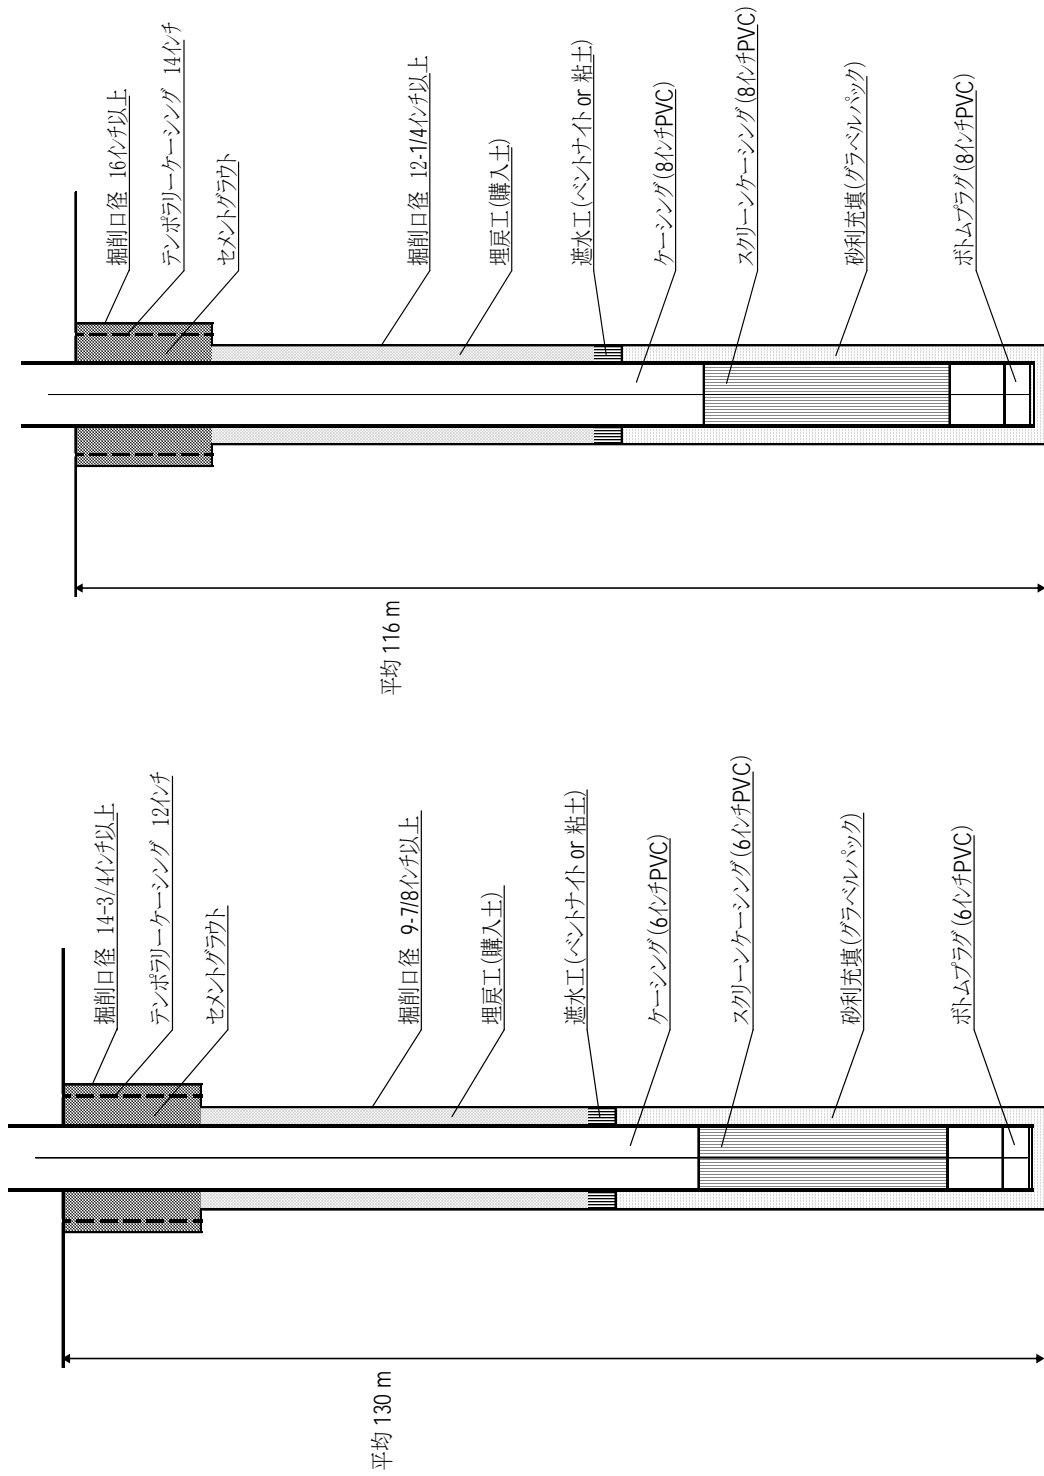 掘削口径 16インチ以上
テンポラリーケーシング 14インチ
セメントグラウト
掘削口径 12-1/4インチ以上
埋戻工(購入土)
遮水工(ベントナイト or 粘土)
ケーシング(8インチPVC)
スクリーンケーシング(8インチPVC)
砂利充填(グラベルパック)
ボトムプラグ(8インチPVC)
平均 116 m
掘削口径 14-3/4インチ以上
テンポラリーケーシング 12インチ
セメントグラウト
掘削口径 9-7/8インチ以上
埋戻工(購入土)
遮水工(ベントナイト or 粘土)
ケーシング(6インチPVC)
スクリーンケーシング(6インチPVC)
砂利充填(グラベルパック)
ボトムプラグ(6インチPVC)
平均 130 m